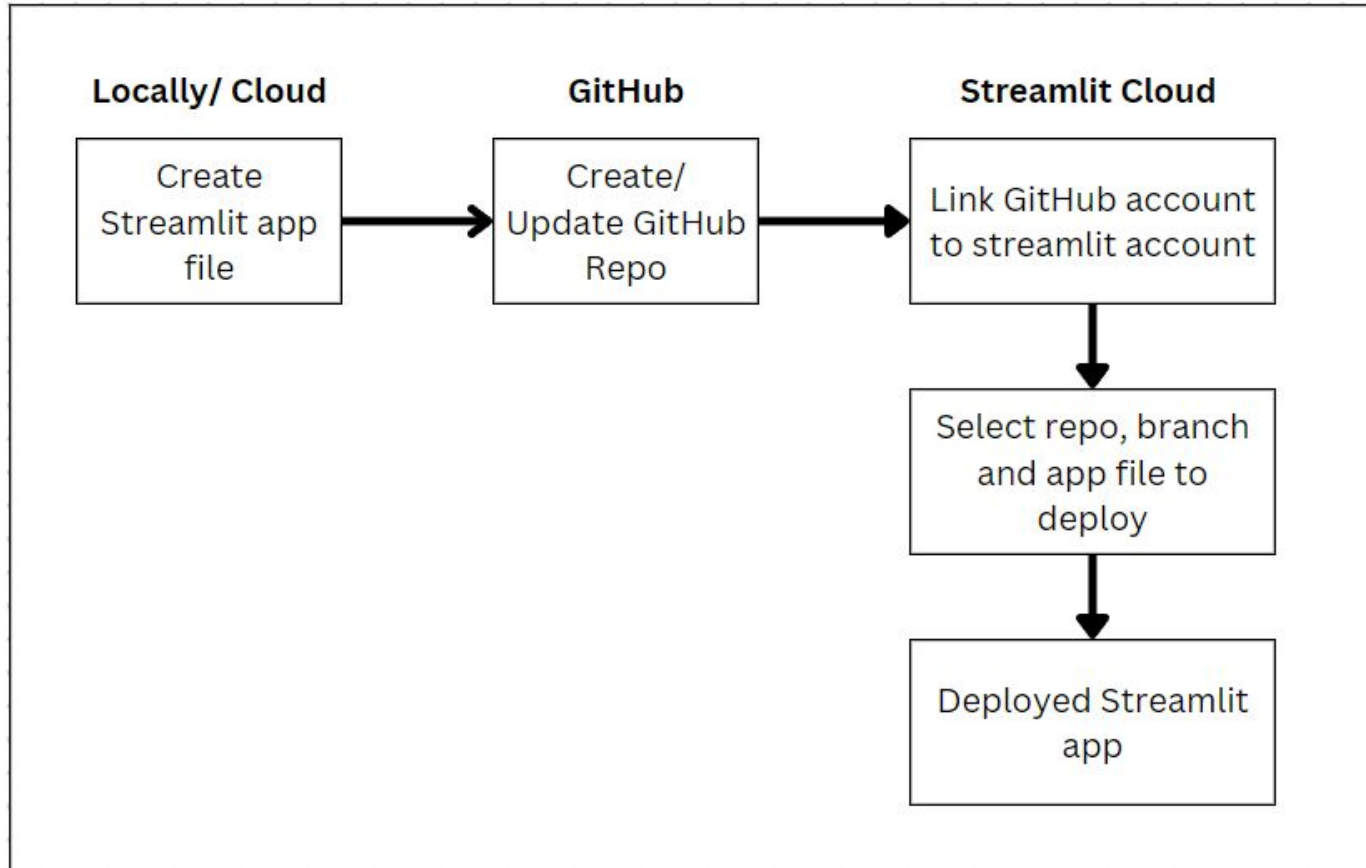 Locally/ Cloud
GitHub
Streamlit Cloud
Create
Streamlit app
file
Create/
Update GitHub
Repo
Link GitHub account
to streamlit account
Select repo, branch
and app file to
deploy
Deployed Streamlit
app